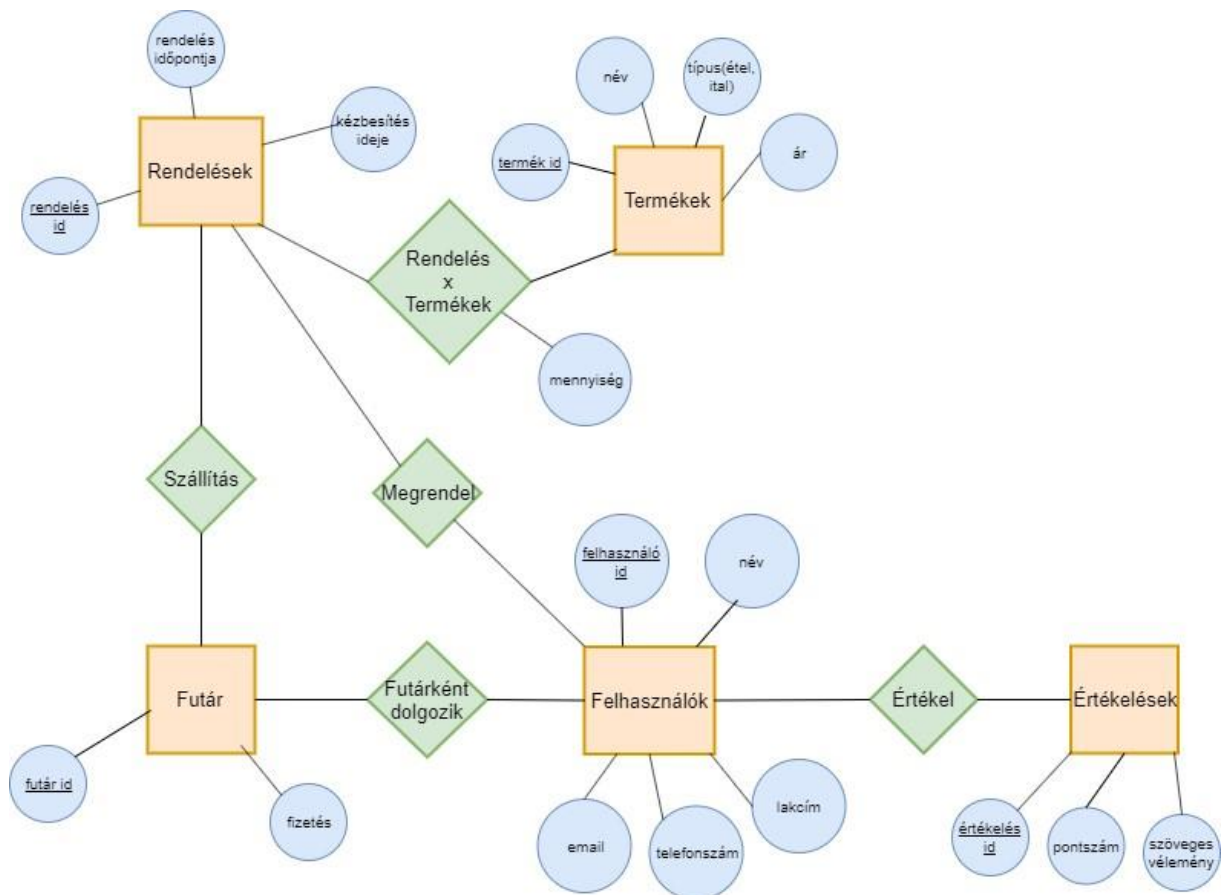 rendelés
időpontja
név
típus(étel,
ital)
kézbesítés
ideje
ár
termék id
Rendelések
Termékek
rendelés
id
Rendelés
x
Termékek
mennyiség
Szállítás
Megrendel
felhasználó
id
név
Futár
Futárként
dolgozik
Felhasználók
Értékel
Értékelések
futár id
fizetés
email
telefonszám
lakcím
értékelés
id
pontszám
szöveges
vélemény